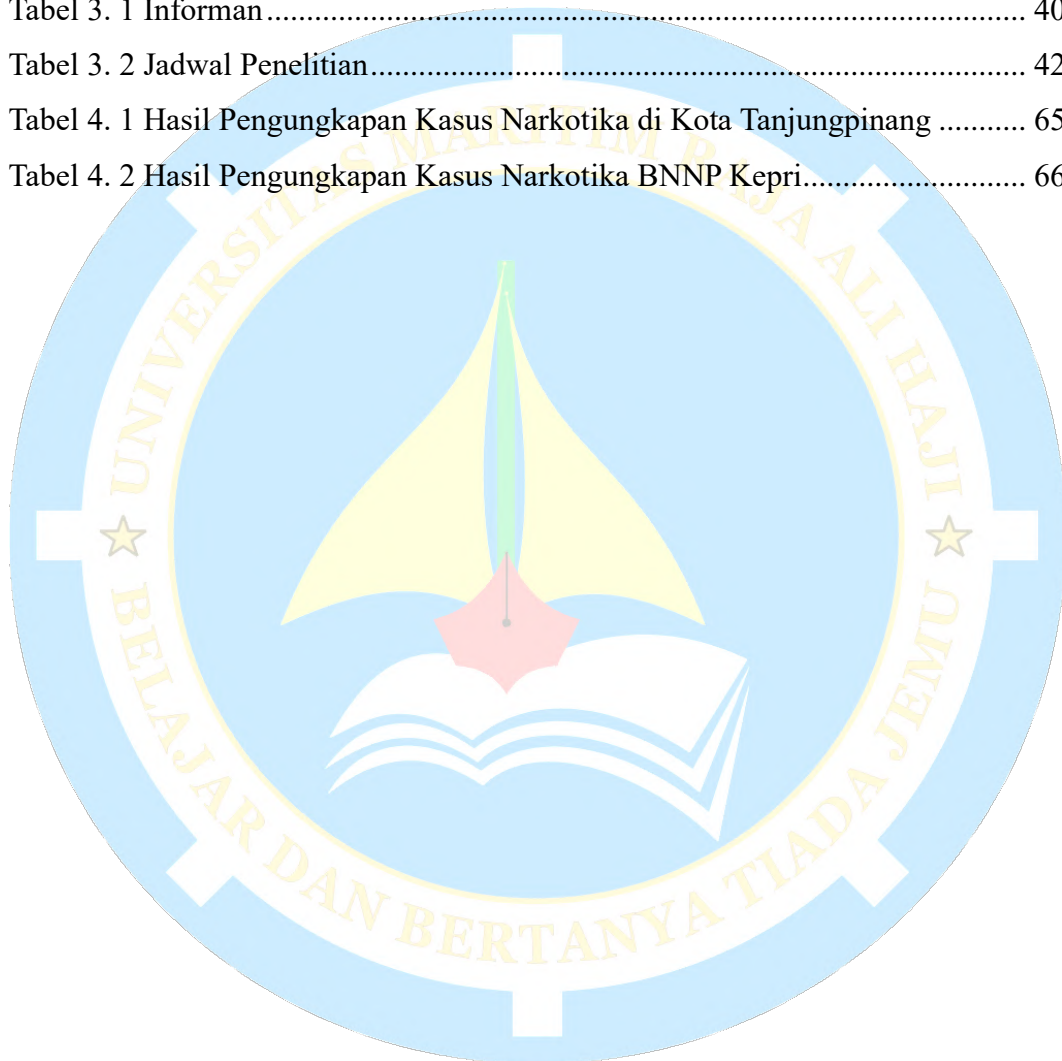 Tabel 3. 1 Informan........................................................................................... 40
Tabel 3. 2 Jadwal Penelitian.............................................................................. 42
Tabel 4. 1 Hasil Pengungkapan Kasus Narkotika di Kota Tanjungpinang ........... 65
Tabel 4. 2 Hasil Pengungkapan Kasus Narkotika BNNP Kepri........................... 66
UNIVERSITAS MARITIM RAJA ALI HAJI
BELAJAR DAN BERTANYA TIADA JEMU